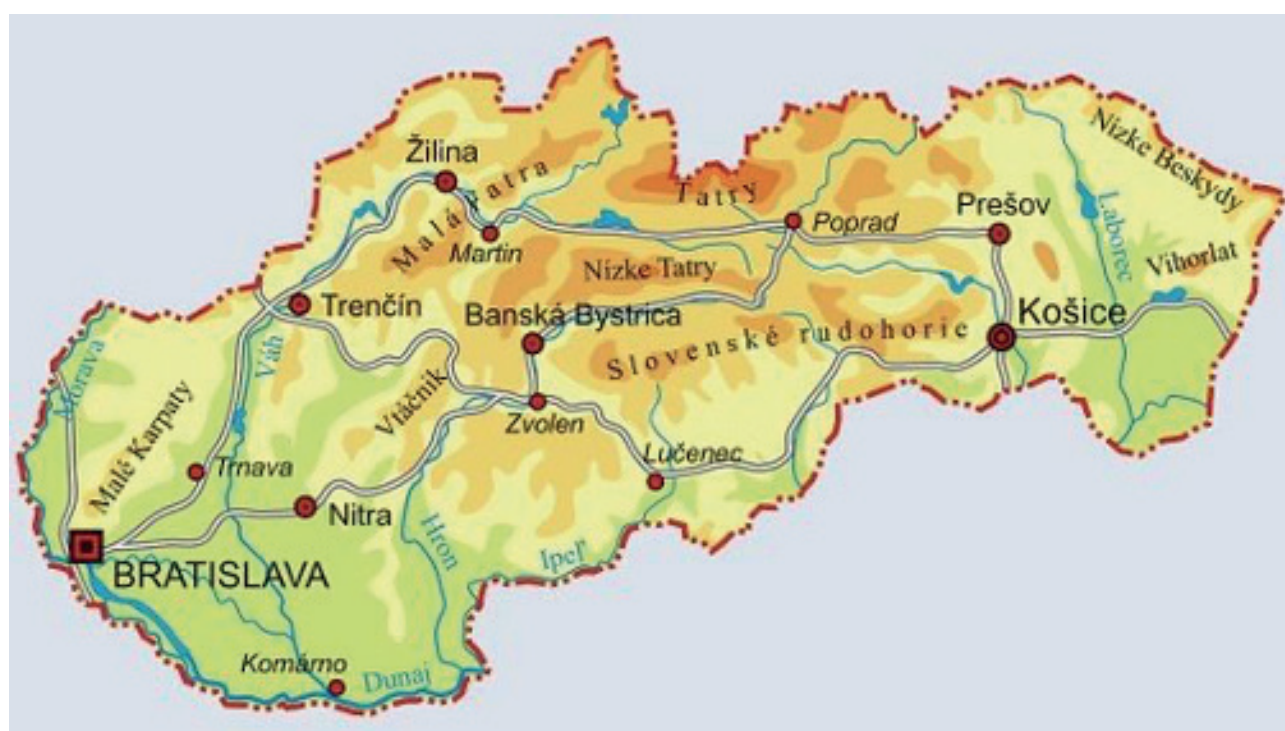 Nízke Beskydy
Žilina
Malá Fatra
Tatry
Laborec
Prešov
Poprad
Martin
Vihorlat
Nízke Tatry
Trenčín
Banská Bystrica
Košice
Slovenské rudohorie
Váh
Morava
Vtáčnik
Malé Karpaty
Zvolen
Lučenec
Trnava
Nitra
Hron
Ipeľ
BRATISLAVA
Komárno
Dunaj